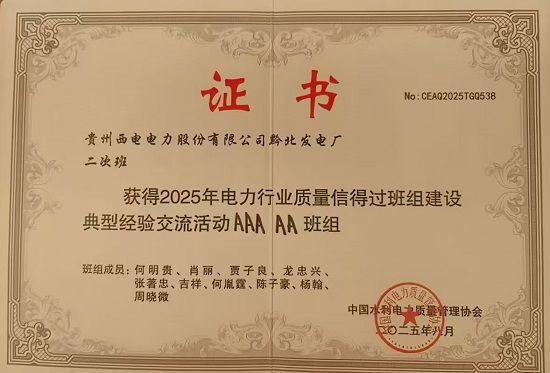 证书
No:CEAQ2025TGQ538
贵州西电电力股份有限公司黔北发电厂
二次班
获得2025年电力行业质量信得过班组建设
典型经验交流活动AAA AA 班组
班组成员：何明贵、肖丽、贾子良、龙忠兴、
张著忠、吉祥、何胤霆、陈子豪、杨翰、
周晓微
中国水利电力质量管理协会
二〇二五年八月